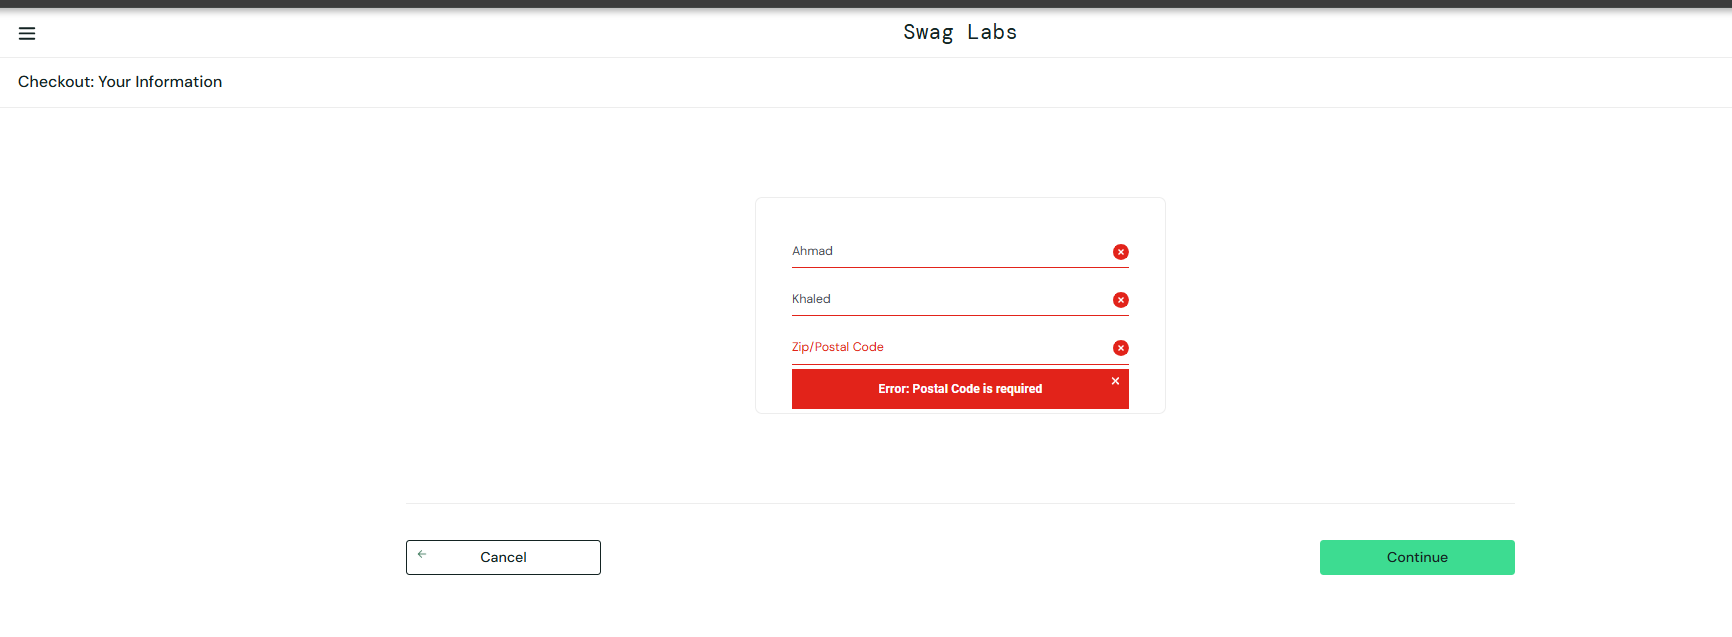 Swag Labs
Checkout: Your Information
Ahmad
Khaled
Zip/Postal Code
Error: Postal Code is required
Cancel
Continue